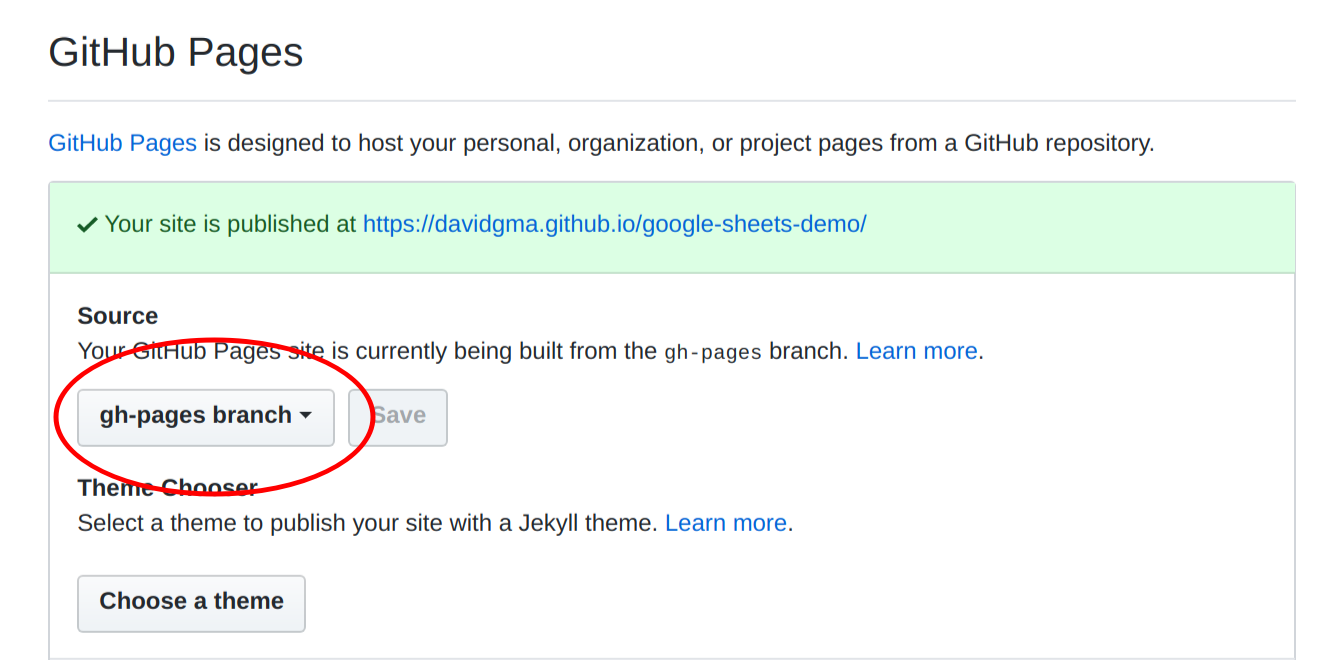 GitHub Pages
GitHub Pages is designed to host your personal, organization, or project pages from a GitHub repository.
Your site is published at https://davidgma.github.io/google-sheets-demo/
Source
Your GitHub Pages site is currently being built from the gh-pages branch. Learn more.
gh-pages branch Save
Theme Chooser
Select a theme to publish your site with a Jekyll theme. Learn more.
Choose a theme